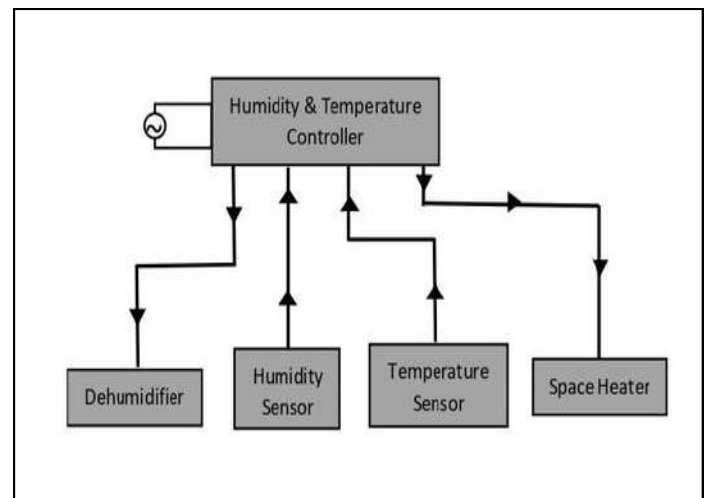 Humidity & Temperature
Controller
Dehumidifier
Humidity
Sensor
Temperature
Sensor
Space Heater